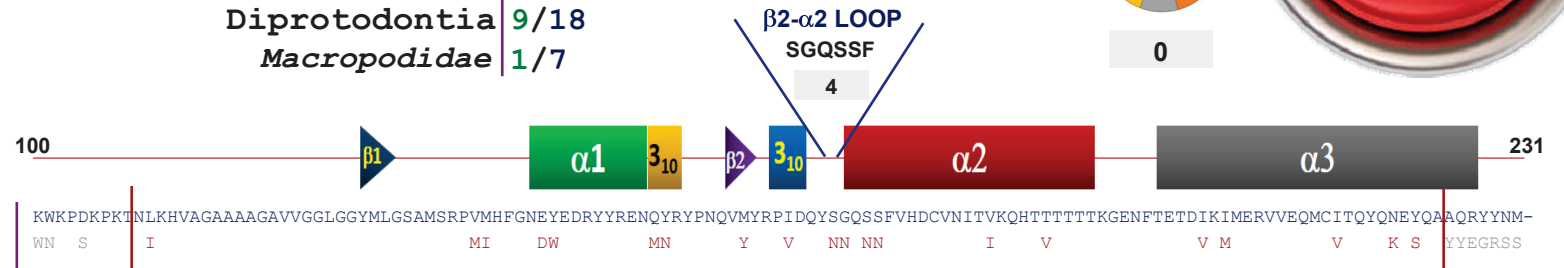 Diprotodontia 9/18
Macropodidae 1/7
β2-α2 LOOP
SGQSSF
4
0
100
β1
α1
3₁₀
β2
3₁₀
α2
α3
231
KWKPDKPKTNLKHVAGAAAAGAVVGGLGGYMLGSAMSRPVMHFGNEYEDRYYRENQYRYPNQVMYRPIDQYSGQSSFVHDCVNITVKQHTTTTTTKGENFTETDIKIMERVVEQMCITQYQNEYQAAQRYYNM-
WN S I MI DW MN Y V NN NN I V V M V K S YYEGRSS